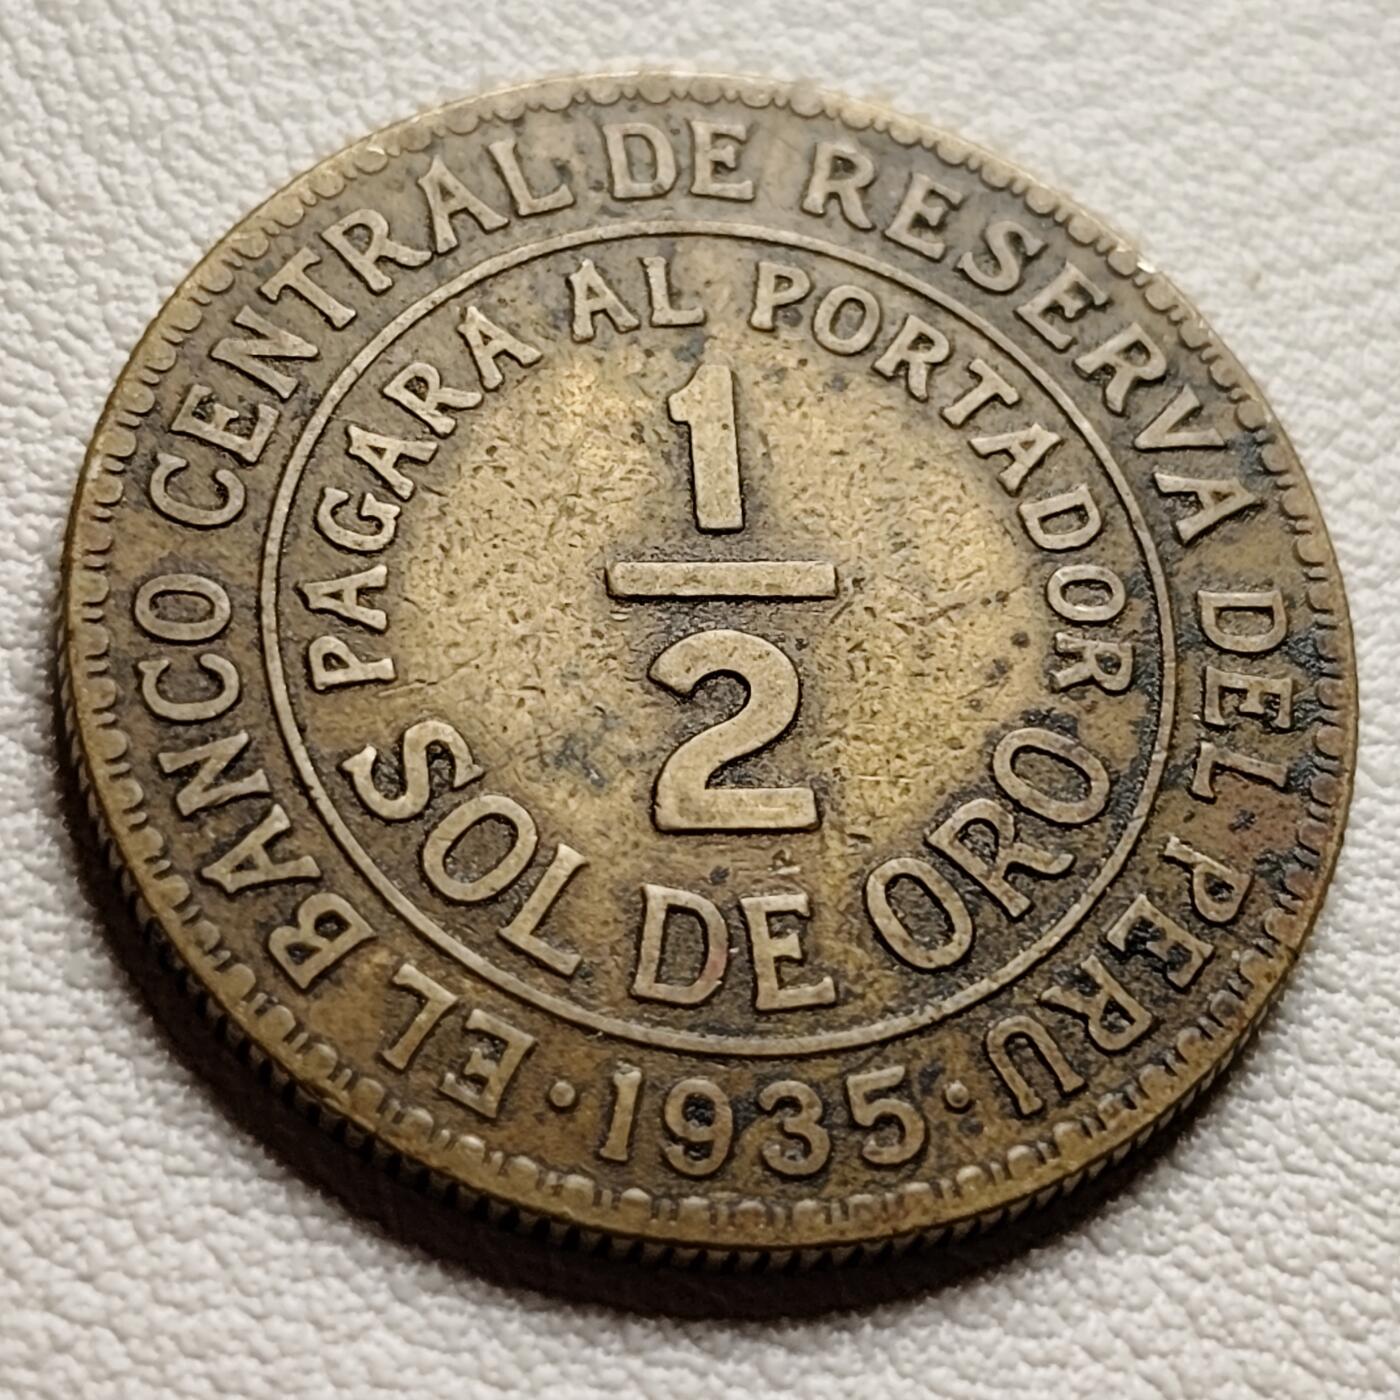 EL BANCO CENTRAL DE RESERVA DEL PERU
PAGARA AL PORTADOR
1
2
SOL DE ORO
· 1935 ·